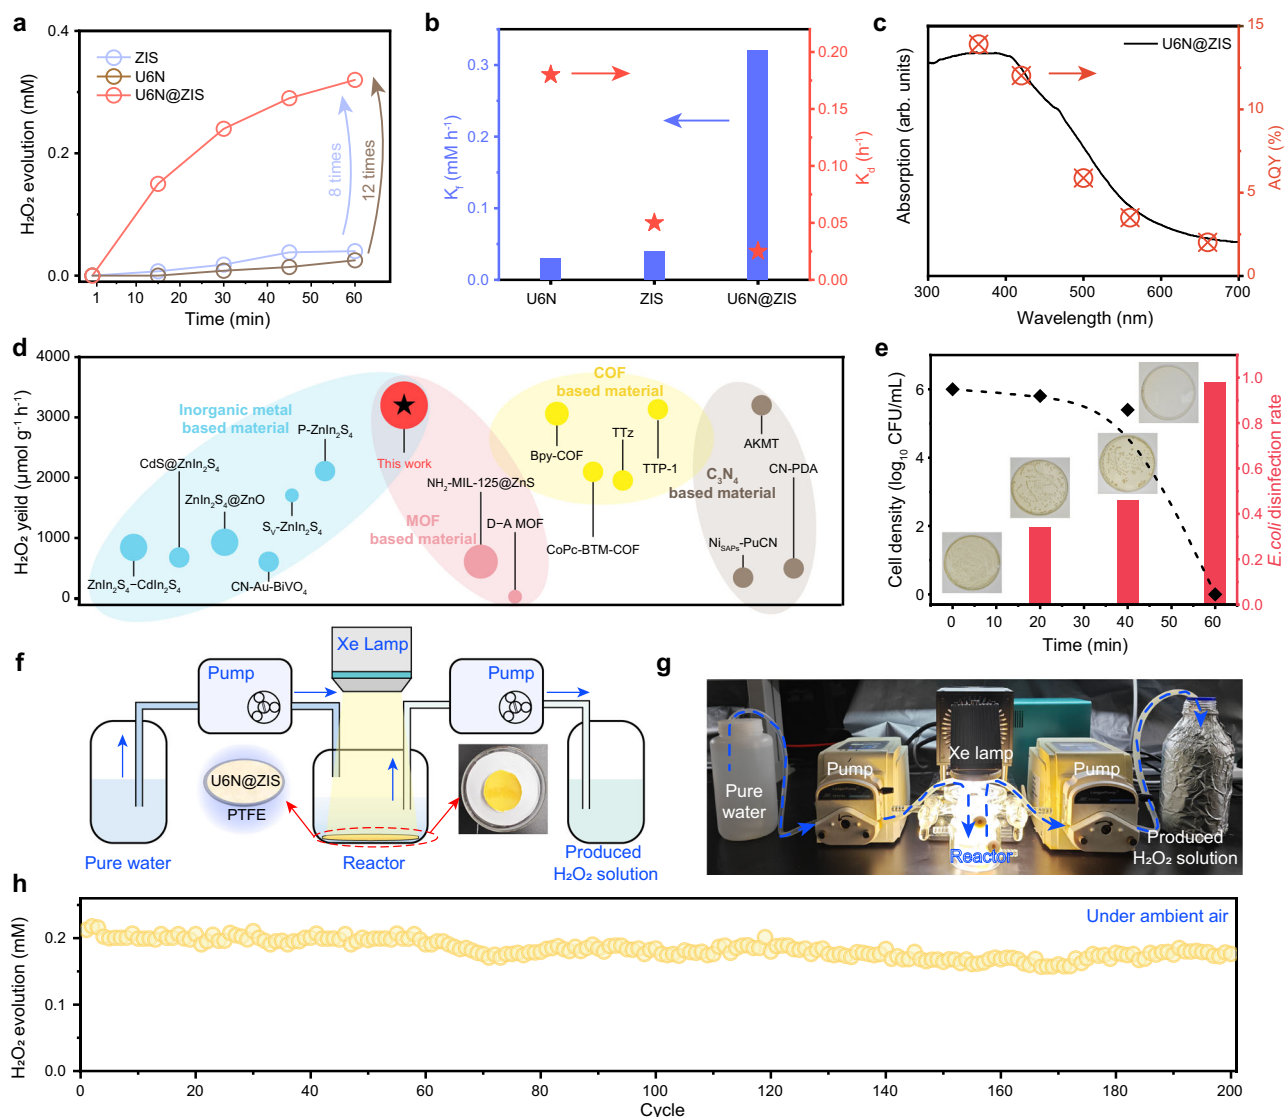 a
H₂O₂ evolution (mM)
0.4
0.2
0.0
ZIS
U6N
U6N@ZIS
8 times
12 times
1 10 20 30 40 50 60
Time (min)
b
K_f (mM h⁻¹)
0.3
0.2
0.1
0.0
0.20
0.15
0.10
0.05
0.00
K_d (h⁻¹)
U6N ZIS U6N@ZIS
c
Absorption (arb. units)
U6N@ZIS
15
10
5
0
AQY (%)
300 400 500 600 700
Wavelength (nm)
d
H₂O₂ yeild (μmol g⁻¹ h⁻¹)
4000
3000
2000
1000
0
Inorganic metal
based material
P-ZnIn₂S₄
CdS@ZnIn₂S₄
ZnIn₂S₄@ZnO
S_V-ZnIn₂S₄
ZnIn₂S₄−CdIn₂S₄
CN-Au-BiVO₄
This work
NH₂-MIL-125@ZnS
MOF
based material
D−A MOF
COF
based material
Bpy-COF
TTz
TTP-1
CoPc-BTM-COF
AKMT
C₃N₄
based material
CN-PDA
Ni_SAPs-PuCN
e
Cell density (log₁₀ CFU/mL)
6
4
2
0
1.0
0.8
0.6
0.4
0.2
0.0
E.coli disinfection rate
0 10 20 30 40 50 60
Time (min)
f
Xe Lamp
Pump
Pump
U6N@ZIS
PTFE
Pure water
Reactor
Produced
H₂O₂ solution
g
Xe lamp
Pump
Pump
Pure
water
Reactor
Produced
H₂O₂ solution
h
H₂O₂ evolution (mM)
0.2
0.1
0.0
Under ambient air
0 20 40 60 80 100 120 140 160 180 200
Cycle